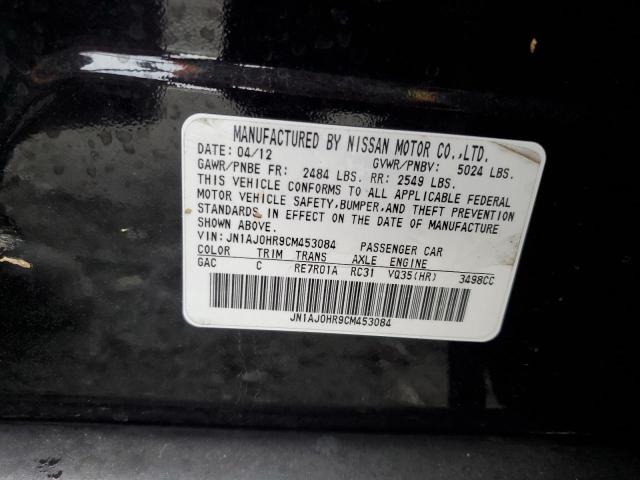 MANUFACTURED BY NISSAN MOTOR CO.,LTD.
DATE: 04/12 GVWR/PNBV: 5024 LBS.
GAWR/PNBE FR: 2484 LBS. RR: 2549 LBS.
THIS VEHICLE CONFORMS TO ALL APPLICABLE FEDERAL
MOTOR VEHICLE SAFETY,BUMPER,AND THEFT PREVENTION
STANDARDS IN EFFECT ON THE DATE OF MANUFACTURE
SHOWN ABOVE.
VIN: JN1AJ0HR9CM453084 PASSENGER CAR
COLOR TRIM TRANS AXLE ENGINE
GAC C RE7R01A RC31 VQ35(HR) 3498CC
JN1AJ0HR9CM453084